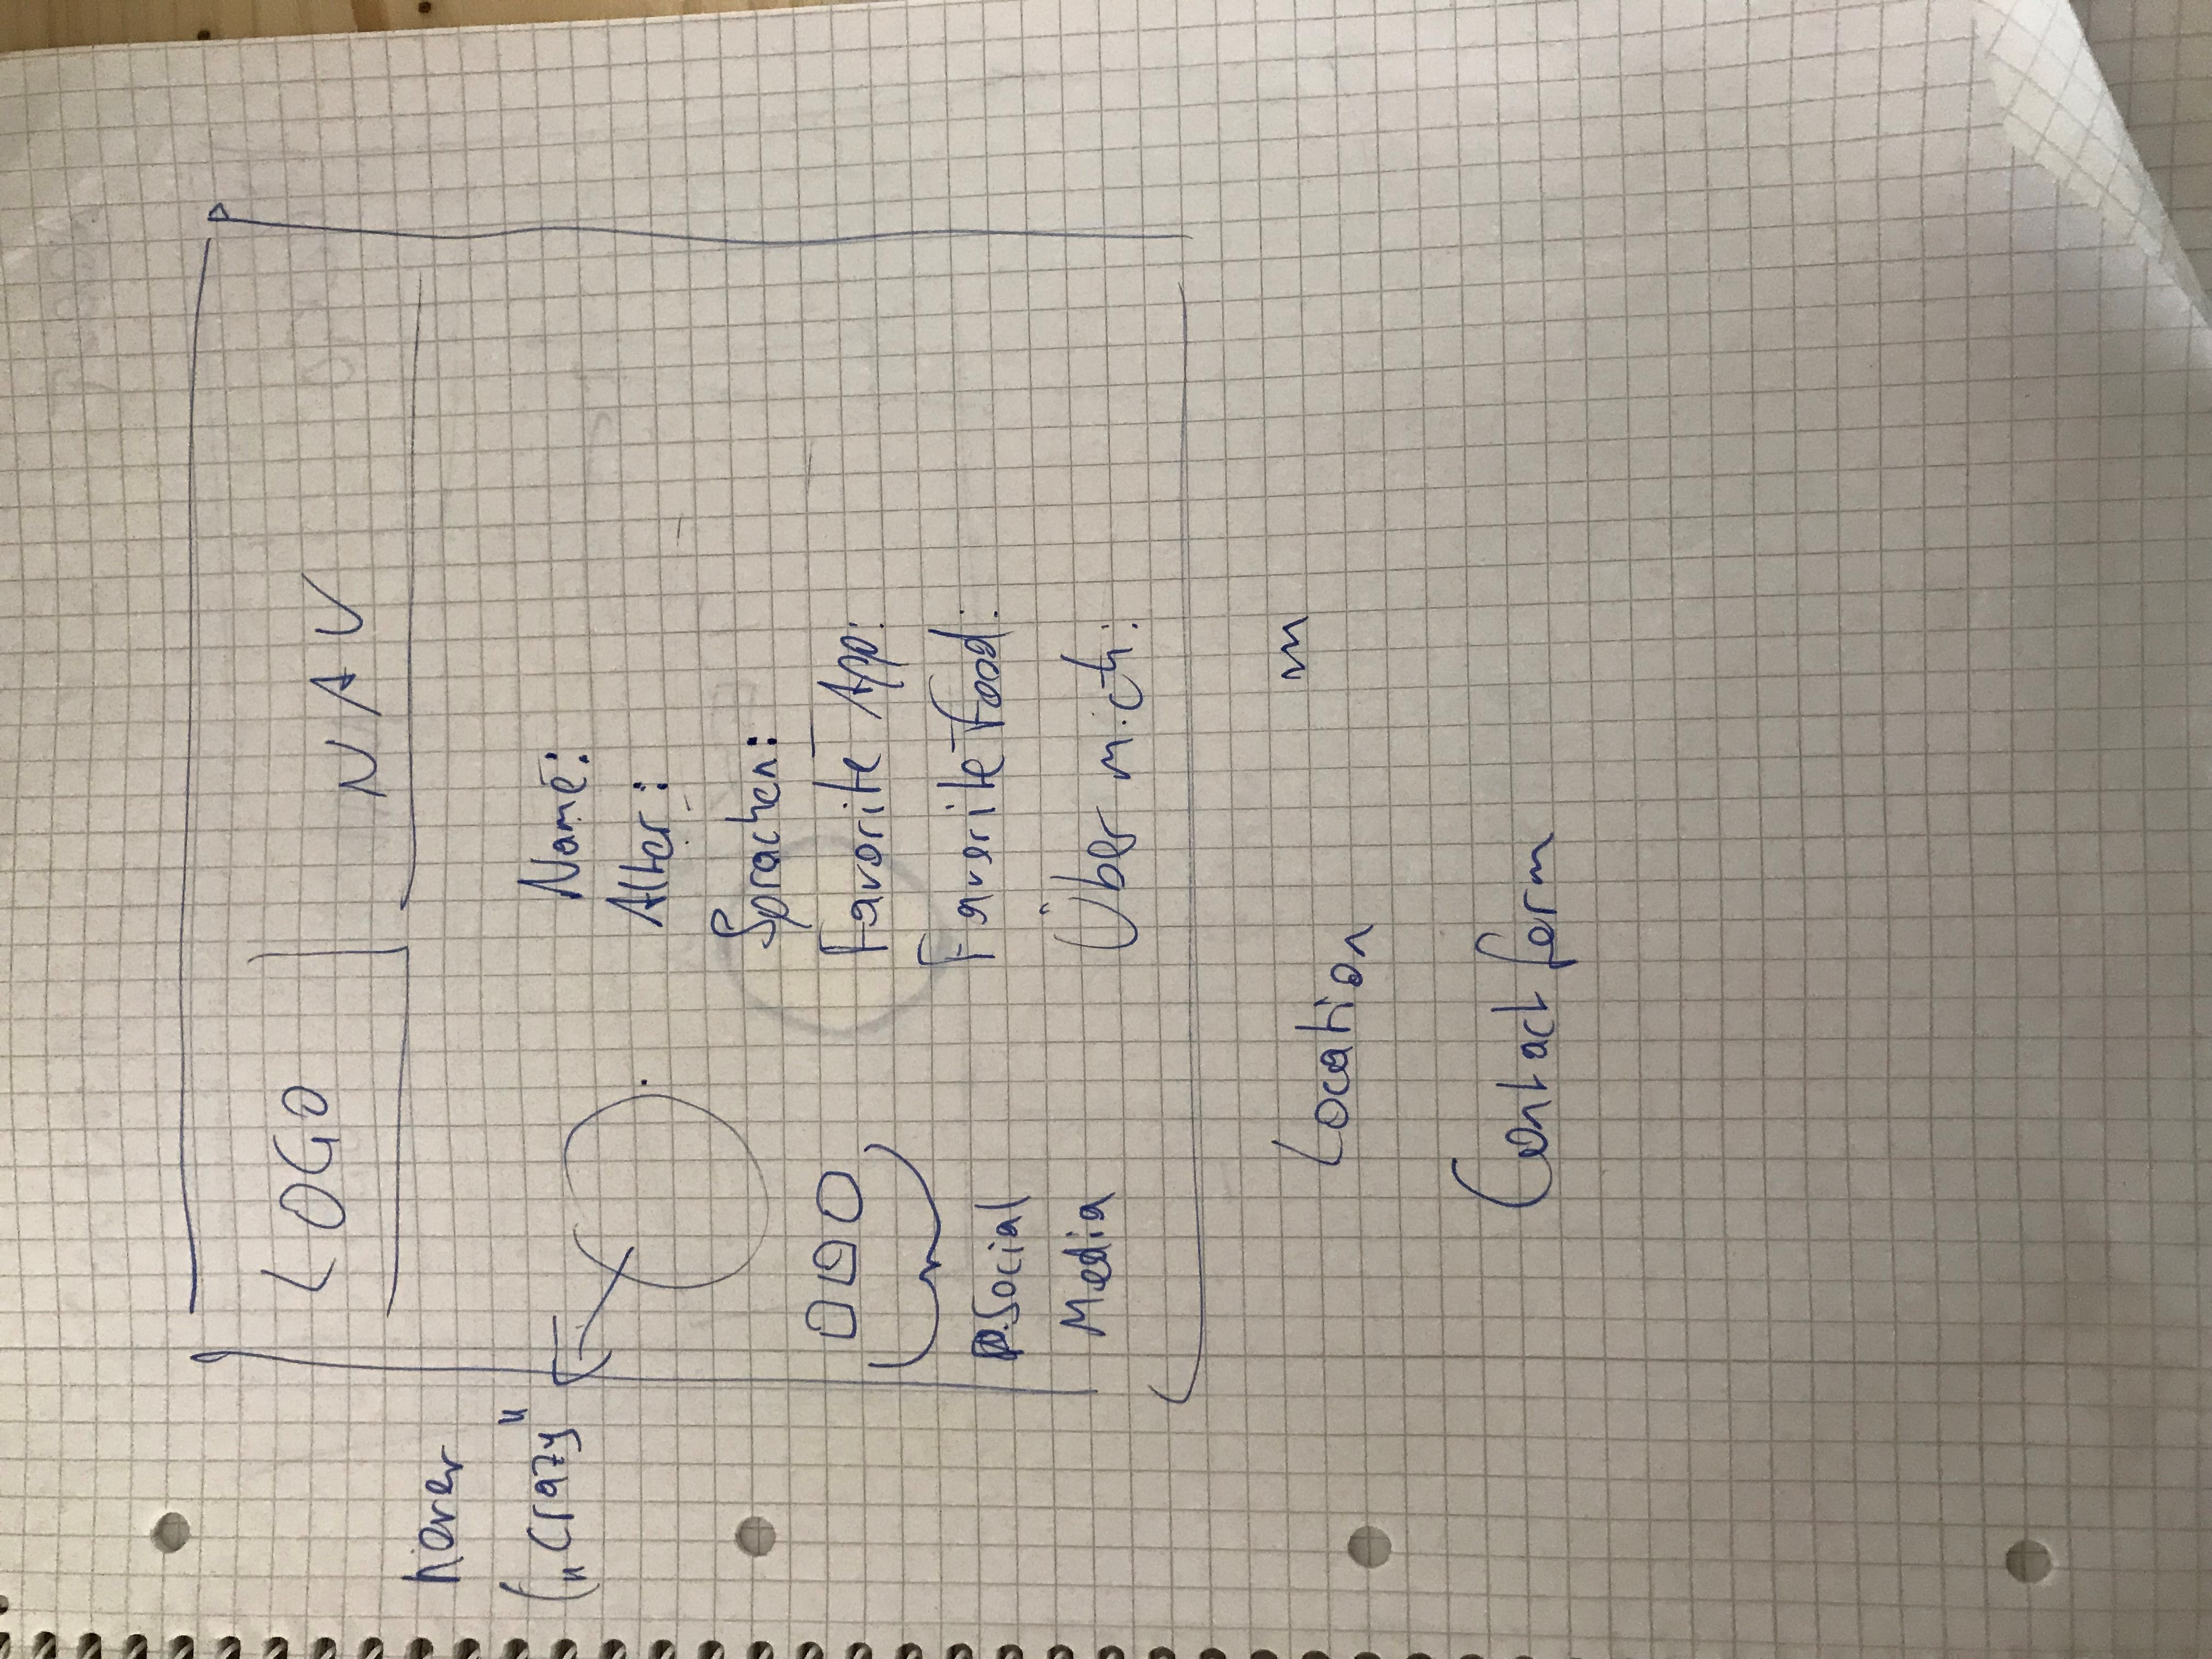 LOGO
NAV
hover
(„Crazy"
Name:
Alter:
Sprachen:
Favorite App:
Favorite Food:
Über mich:
Social
Media
Location
Contact form